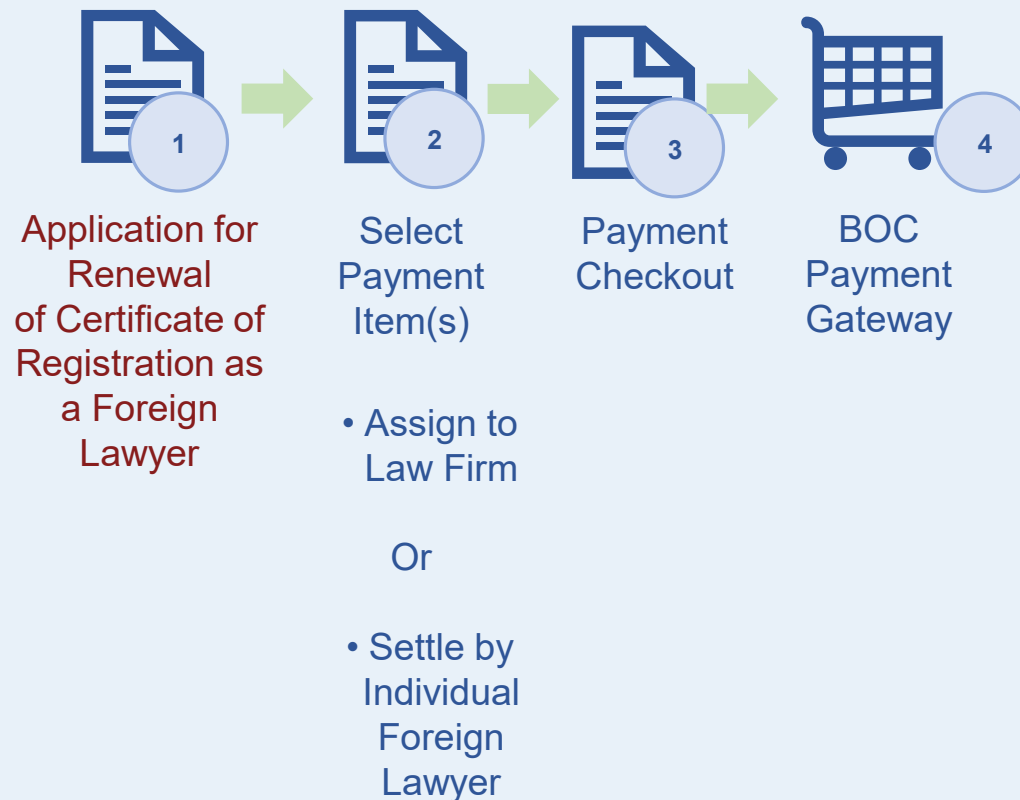 1
2
3
4
Application for
Renewal
of Certificate of
Registration as
a Foreign
Lawyer
Select
Payment
Item(s)
• Assign to
Law Firm
Or
• Settle by
Individual
Foreign
Lawyer
Payment
Checkout
BOC
Payment
Gateway